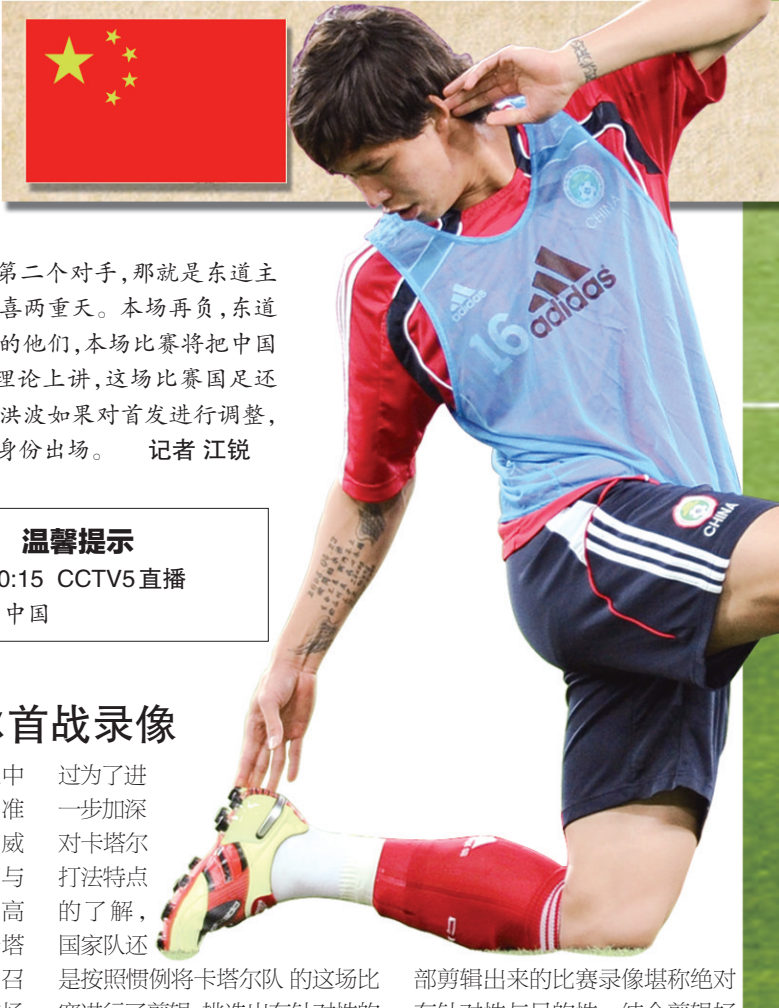 第二个对手,那就是东道主
喜两重天。本场再负,东道
的他们,本场比赛将把中国
理论上讲,这场比赛国足还
洪波如果对首发进行调整,
身份出场。 记者 江锐
温馨提示
0:15 CCTV5直播
中国
首战录像
中
准
威
与
高
塔
召
过为了进
一步加深
对卡塔尔
打法特点
的了解,
国家队还
是按照惯例将卡塔尔队 的这场比
部剪辑出来的比赛录像堪称绝对
CHINA
adidas
adidas
16
CHINA